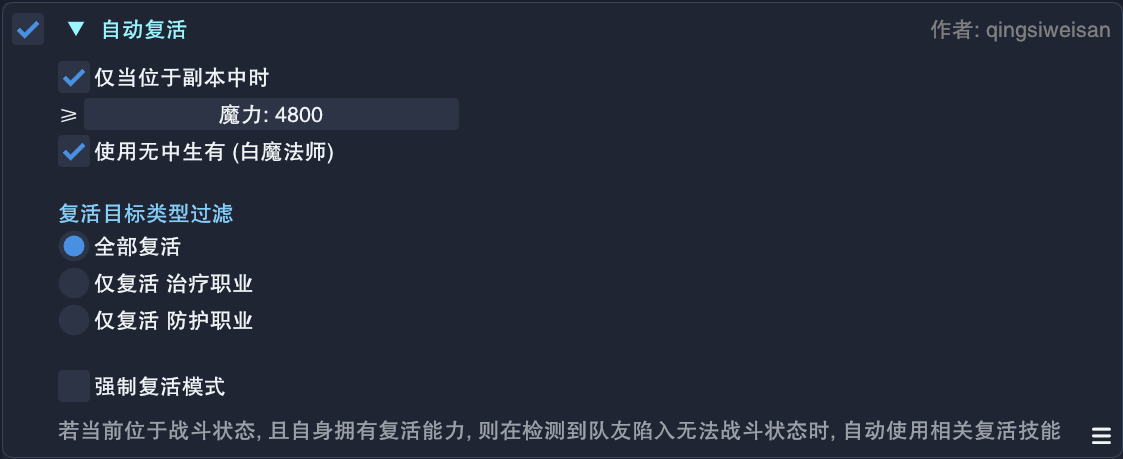 自动复活
作者: qingsiweisan
仅当位于副本中时
≥ 魔力: 4800
使用无中生有 (白魔法师)
复活目标类型过滤
全部复活
仅复活 治疗职业
仅复活 防护职业
强制复活模式
若当前位于战斗状态, 且自身拥有复活能力, 则在检测到队友陷入无法战斗状态时, 自动使用相关复活技能